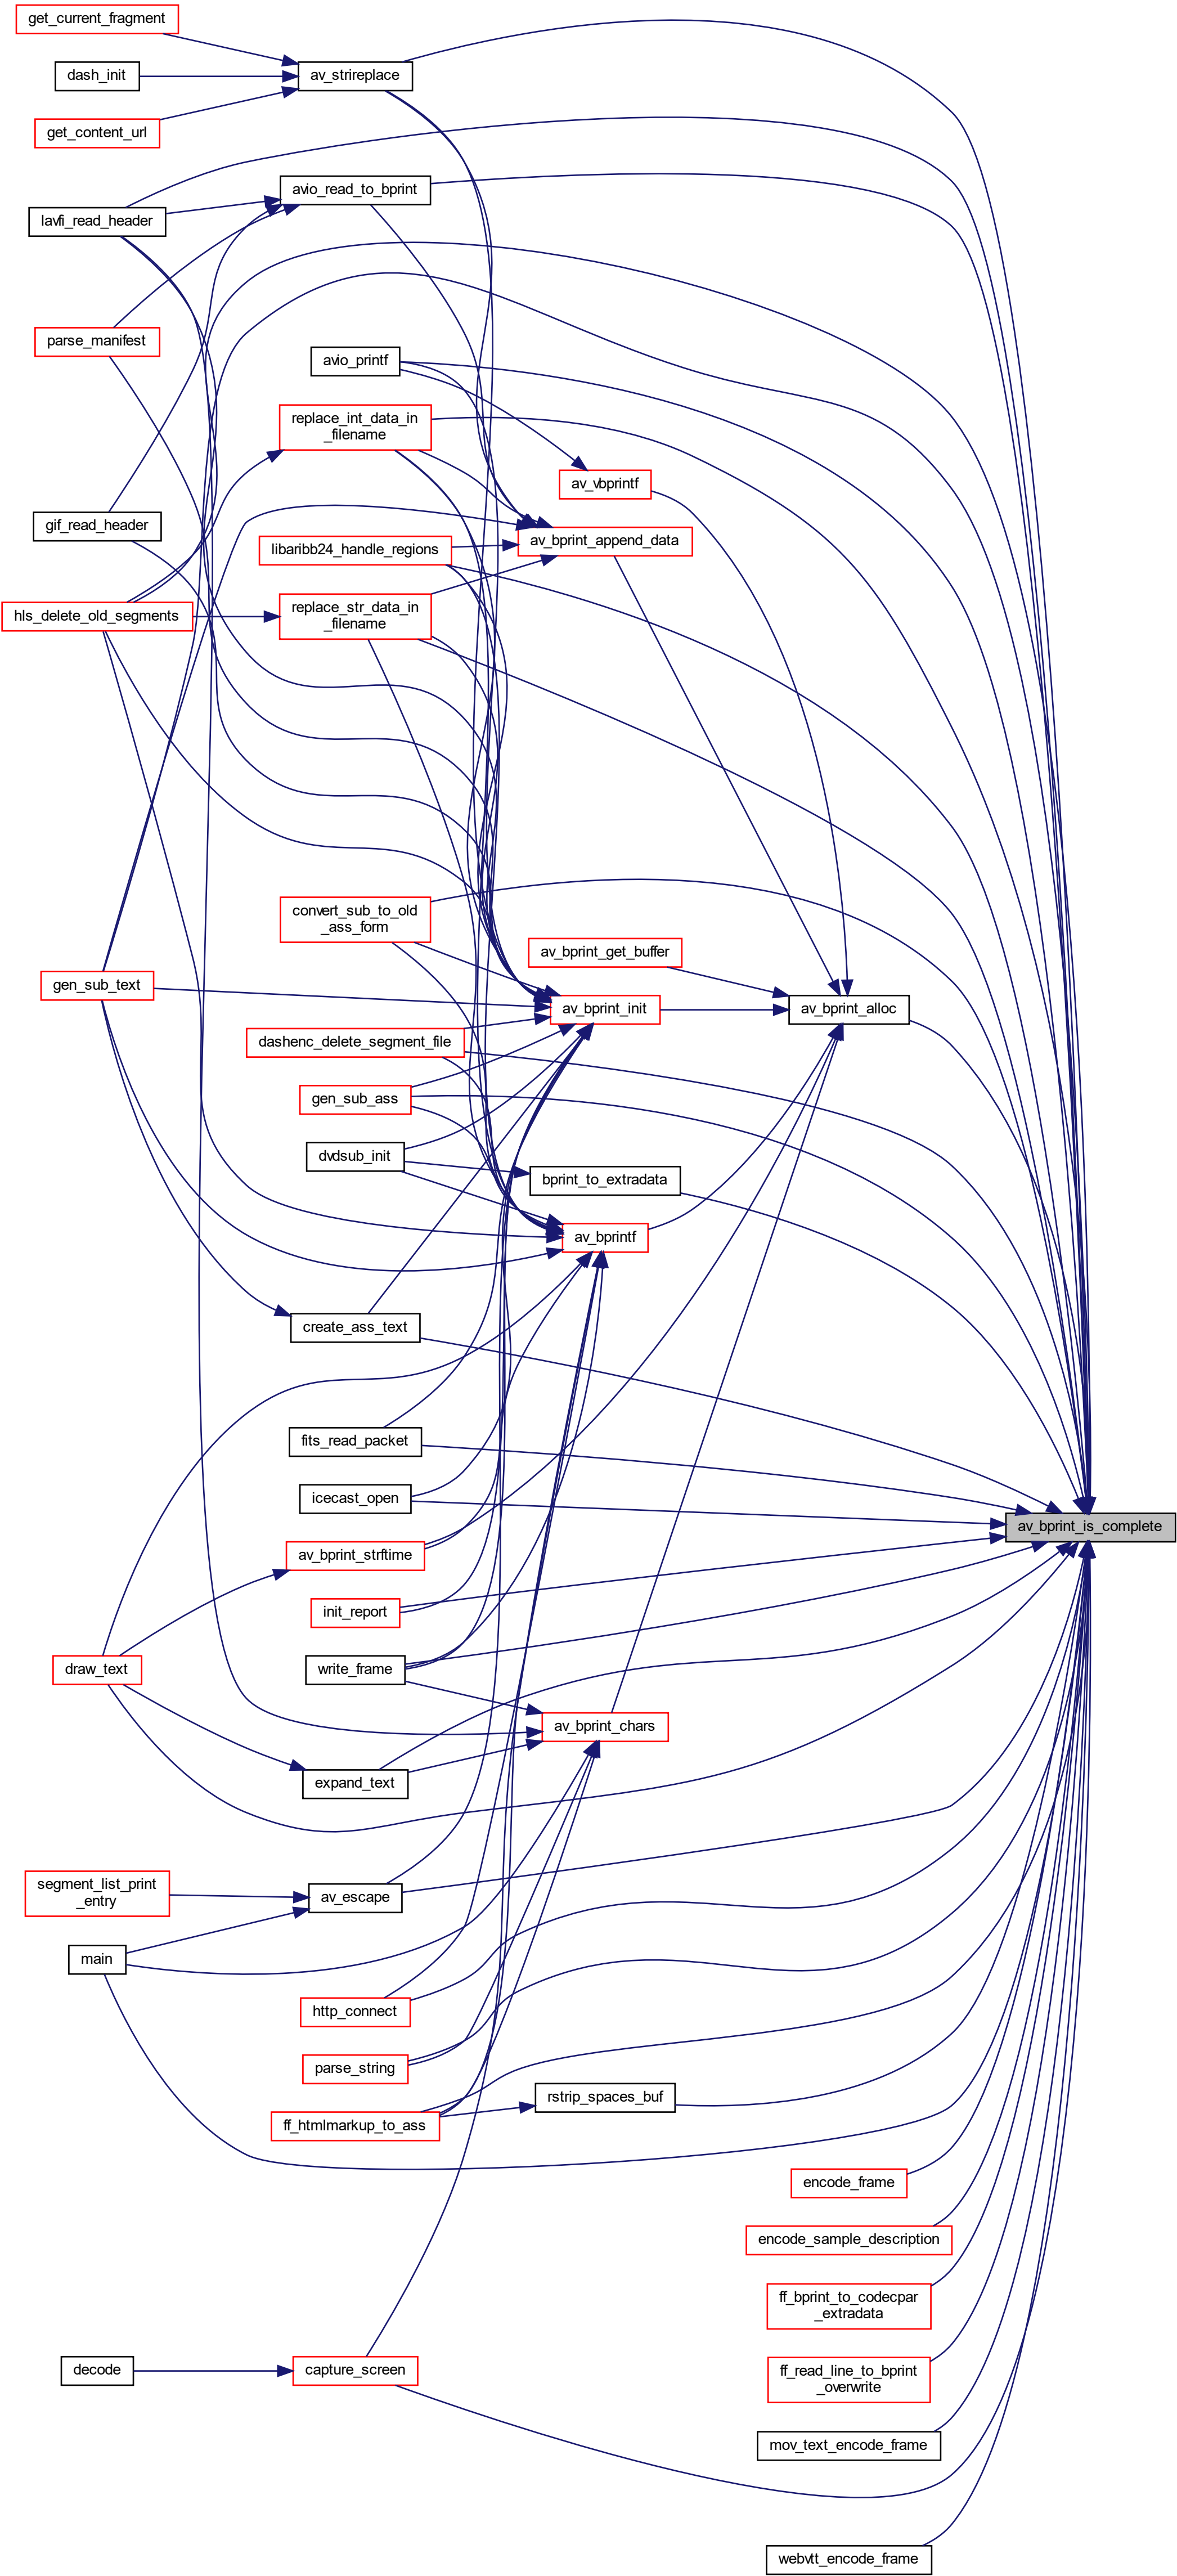 get_current_fragment
dash_init
av_strireplace
get_content_url
avio_read_to_bprint
lavfi_read_header
parse_manifest
avio_printf
replace_int_data_in
_filename
av_vbprintf
gif_read_header
av_bprint_append_data
libaribb24_handle_regions
hls_delete_old_segments
replace_str_data_in
_filename
convert_sub_to_old
_ass_form
av_bprint_get_buffer
gen_sub_text
av_bprint_init
av_bprint_alloc
dashenc_delete_segment_file
gen_sub_ass
dvdsub_init
bprint_to_extradata
av_bprintf
create_ass_text
fits_read_packet
icecast_open
av_bprint_is_complete
av_bprint_strftime
init_report
draw_text
write_frame
av_bprint_chars
expand_text
segment_list_print
_entry
av_escape
main
http_connect
parse_string
rstrip_spaces_buf
ff_htmlmarkup_to_ass
encode_frame
encode_sample_description
ff_bprint_to_codecpar
_extradata
decode
capture_screen
ff_read_line_to_bprint
_overwrite
mov_text_encode_frame
webvtt_encode_frame